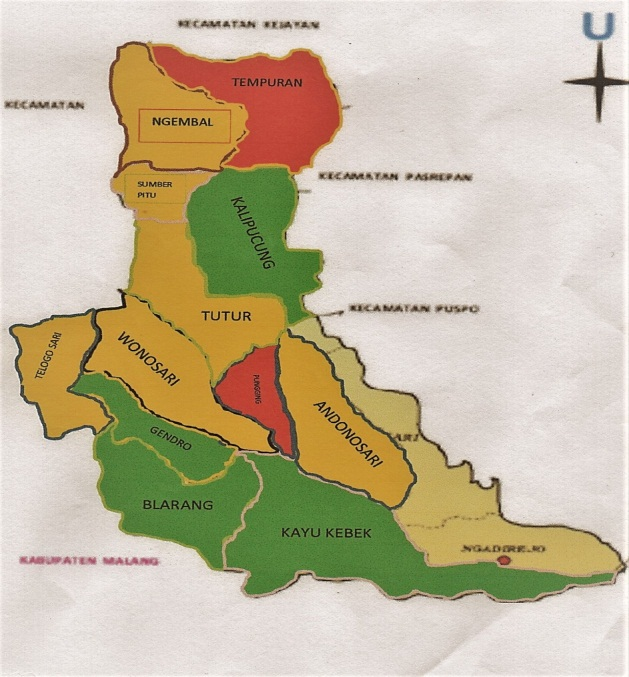 KECAMATAN KEJAYAN
U
TEMPURAN
KECAMATAN
NGEMBAL
KECAMATAN PASREPAN
SUMBER
PITU
KALIPUCUNG
KECAMATAN PUSPO
TUTUR
TELOGO SARI
WONOSARI
ANDONOSARI
ARI
GENDRO
BLARANG
KAYU KEBEK
NGADIREJO
KABUPATEN MALANG